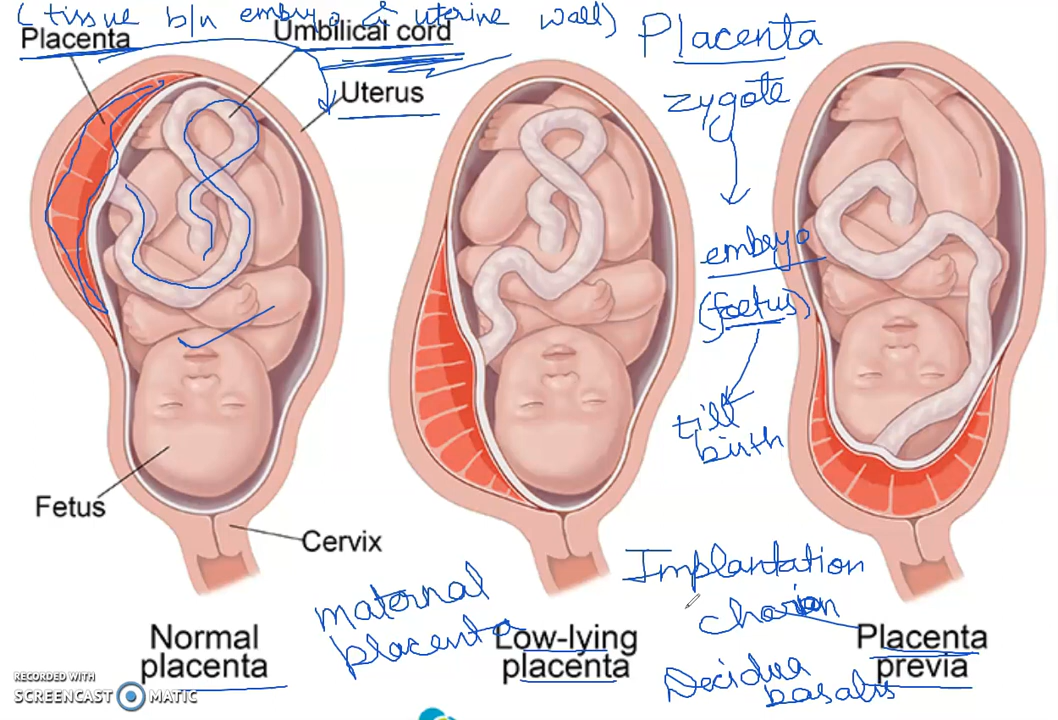 (tissue b/n embryo & uterine wall)
Placenta
Umbilical cord
Uterus
Placenta
zygote
embryo
(foetus)
till
birth
Fetus
Cervix
Implantation
chorion
maternal
placenta
Decidua
basalis
Normal
placenta
Low-lying
placenta
Placenta
previa
RECORDED WITH
SCREENCAST MATIC